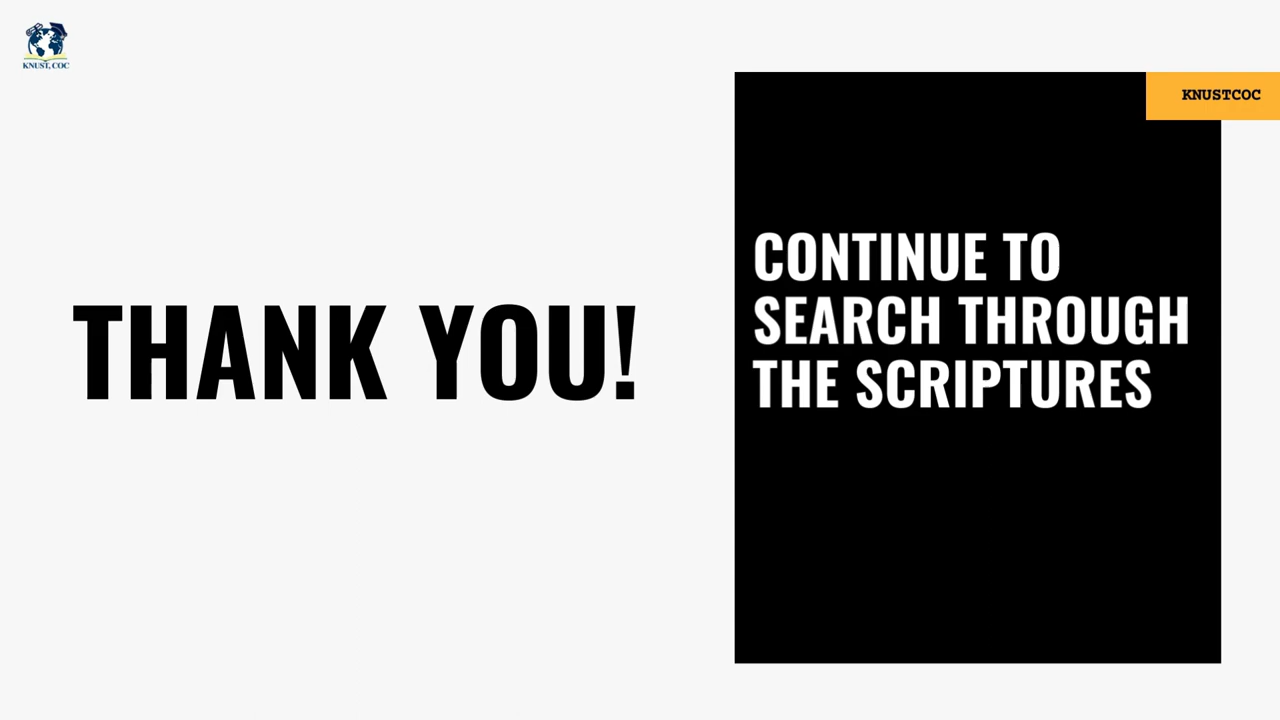 KNUST, COC
KNUSTCOC
THANK YOU!
CONTINUE TO
SEARCH THROUGH
THE SCRIPTURES